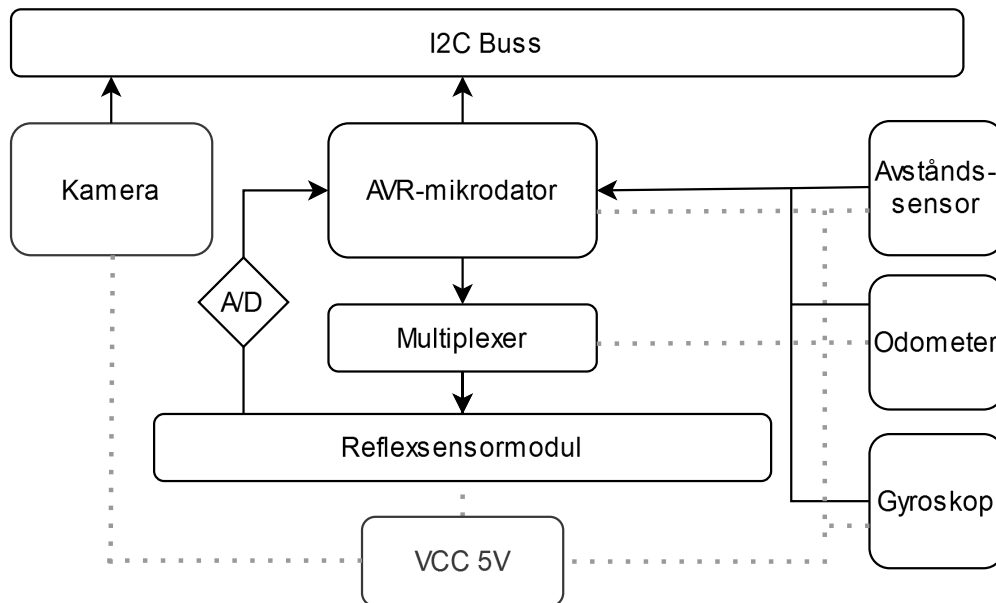 I2C Buss
Kamera
AVR-mikrodator
Avstånds-
sensor
A/D
Multiplexer
Odometer
Reflexsensormodul
Gyroskop
VCC 5V